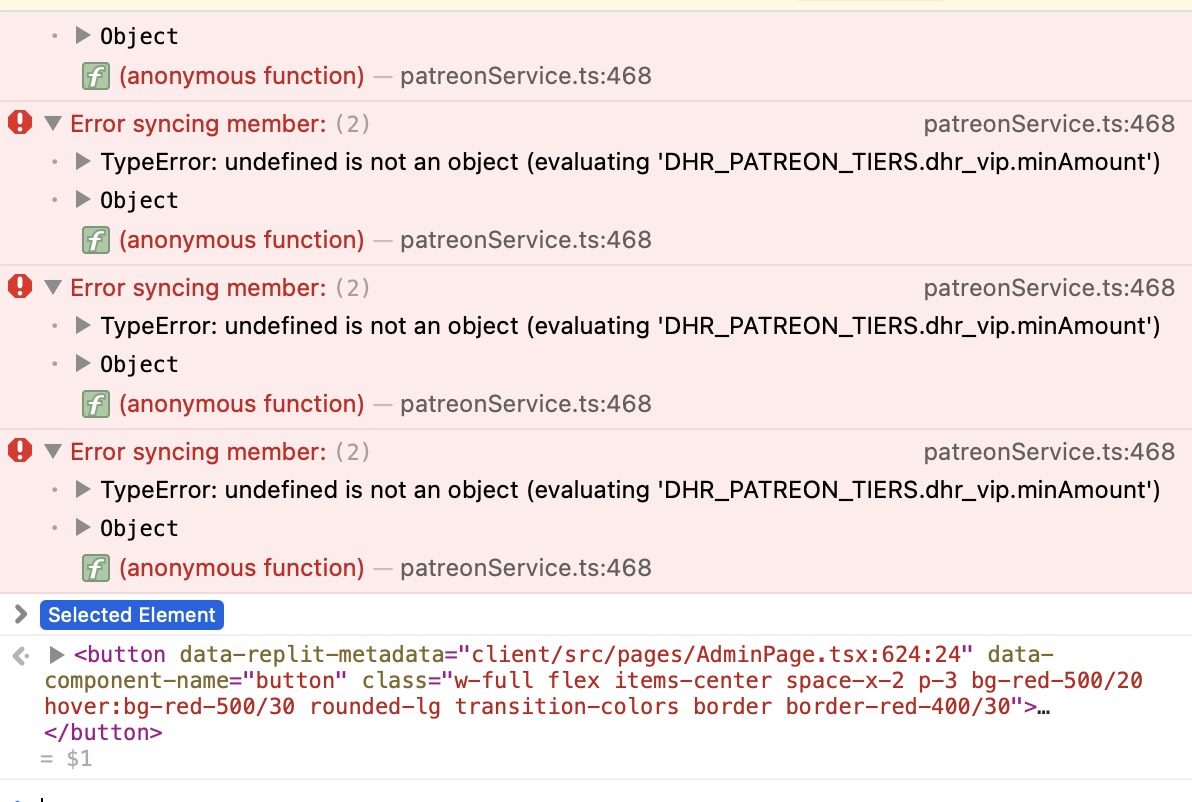 Object
f (anonymous function) — patreonService.ts:468
Error syncing member: (2) patreonService.ts:468
TypeError: undefined is not an object (evaluating 'DHR_PATREON_TIERS.dhr_vip.minAmount')
Object
f (anonymous function) — patreonService.ts:468
Error syncing member: (2) patreonService.ts:468
TypeError: undefined is not an object (evaluating 'DHR_PATREON_TIERS.dhr_vip.minAmount')
Object
f (anonymous function) — patreonService.ts:468
Error syncing member: (2) patreonService.ts:468
TypeError: undefined is not an object (evaluating 'DHR_PATREON_TIERS.dhr_vip.minAmount')
Object
f (anonymous function) — patreonService.ts:468
Selected Element
<button data-replit-metadata="client/src/pages/AdminPage.tsx:624:24" data-
component-name="button" class="w-full flex items-center space-x-2 p-3 bg-red-500/20
hover:bg-red-500/30 rounded-lg transition-colors border border-red-400/30">…
</button>
= $1